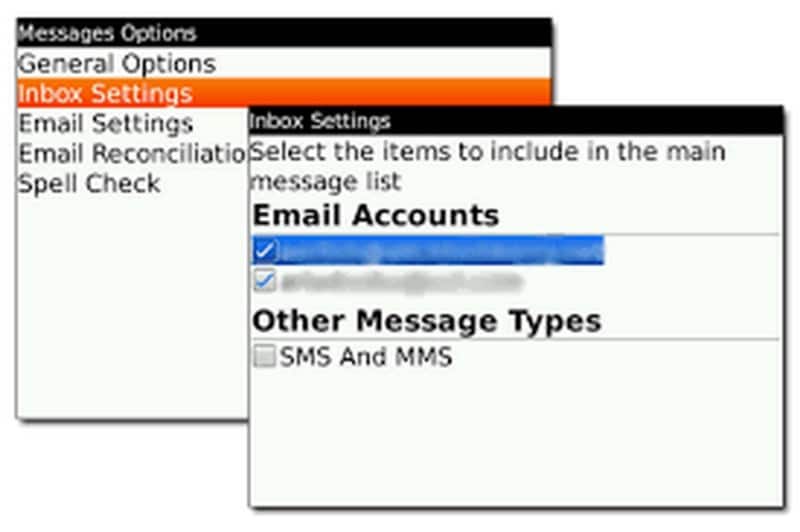 Messages Options
General Options
Inbox Settings
Email Settings
Email Reconciliatio
Spell Check
Inbox Settings
Select the items to include in the main
message list
Email Accounts
Other Message Types
SMS And MMS